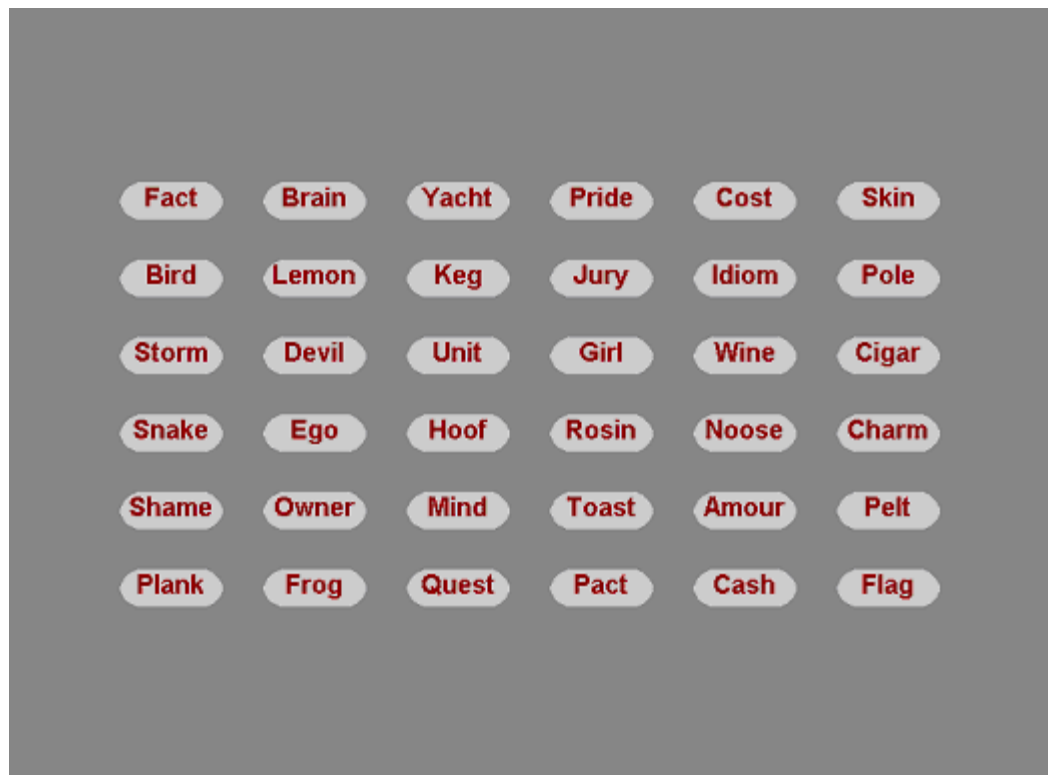 Fact Brain Yacht Pride Cost Skin
Bird Lemon Keg Jury Idiom Pole
Storm Devil Unit Girl Wine Cigar
Snake Ego Hoof Rosin Noose Charm
Shame Owner Mind Toast Amour Pelt
Plank Frog Quest Pact Cash Flag